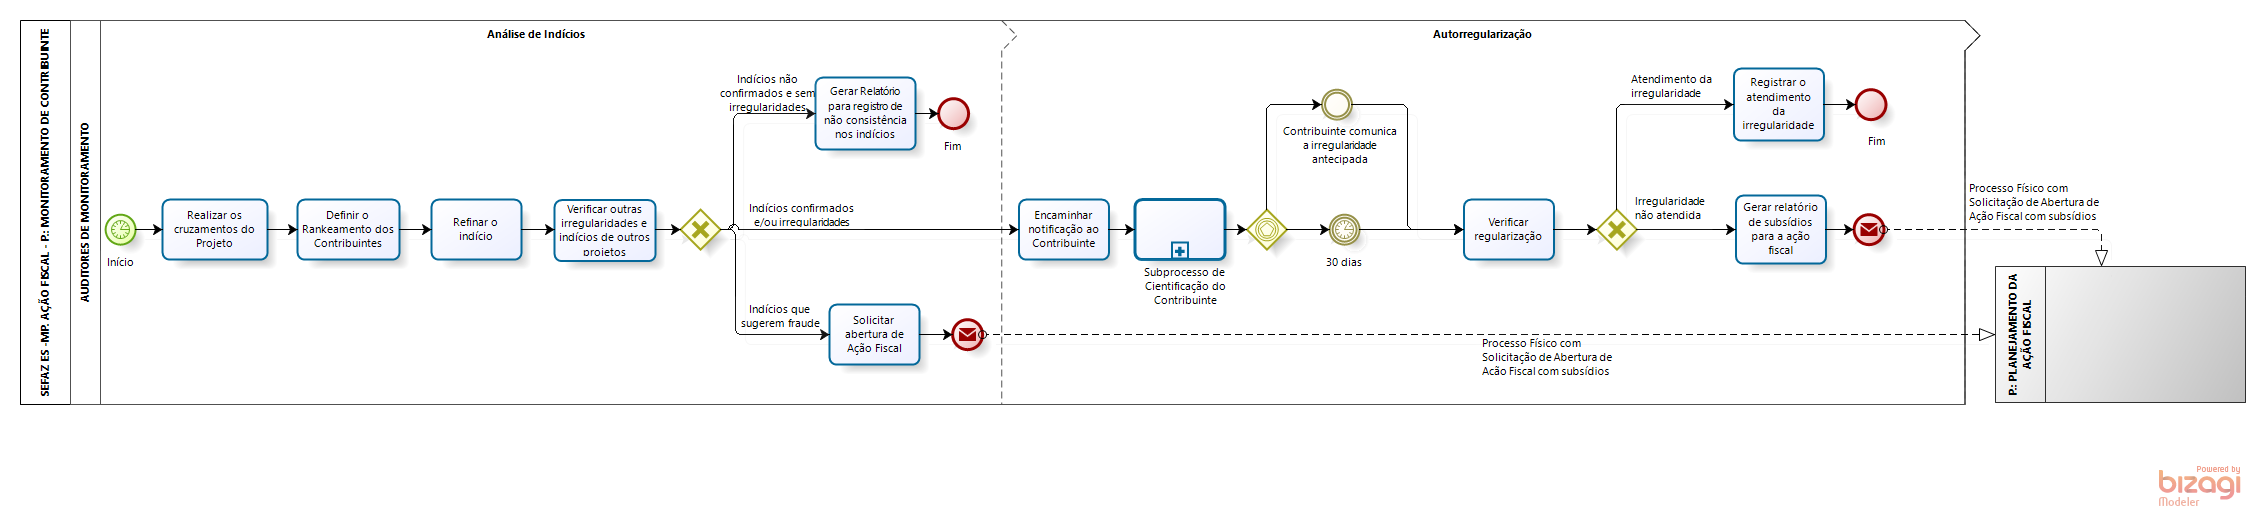 SEFAZ ES -MP. AÇÃO FISCAL - P.: MONITORAMENTO DE CONTRIBUINTE
AUDITORES DE MONITORAMENTO
Análise de Indícios
Autorregularização
Início
Realizar os
cruzamentos do
Projeto
Definir o
Rankeamento dos
Contribuintes
Refinar o
indício
Verificar outras
irregularidades e
indícios de outros
projetos
Indícios não
confirmados e sem
irregularidades
Gerar Relatório
para registro de
não consistência
nos indícios
Fim
Indícios confirmados
e/ou irregularidades
Indícios que
sugerem fraude
Solicitar
abertura de
Ação Fiscal
Encaminhar
notificação ao
Contribuinte
Subprocesso de
Cientificação do
Contribuinte
Contribuinte comunica
a irregularidade
antecipada
30 dias
Verificar
regularização
Atendimento da
irregularidade
Registrar o
atendimento
da
irregularidade
Fim
Irregularidade
não atendida
Gerar relatório
de subsídios
para a ação
fiscal
Processo Físico com
Solicitação de Abertura de
Ação Fiscal com subsídios
Processo Físico com
Solicitação de Abertura de
Acão Fiscal com subsídios
P.: PLANEJAMENTO DA
AÇÃO FISCAL
Powered by
bizagi
Modeler